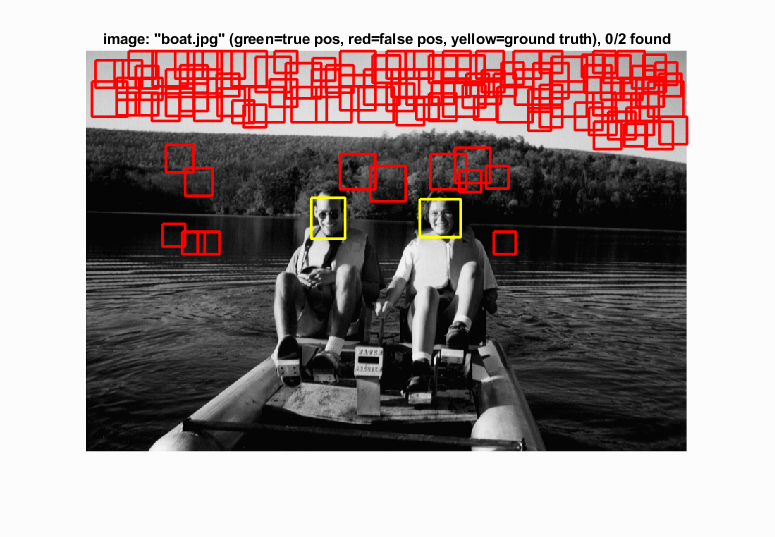 image: "boat.jpg" (green=true pos, red=false pos, yellow=ground truth), 0/2 found